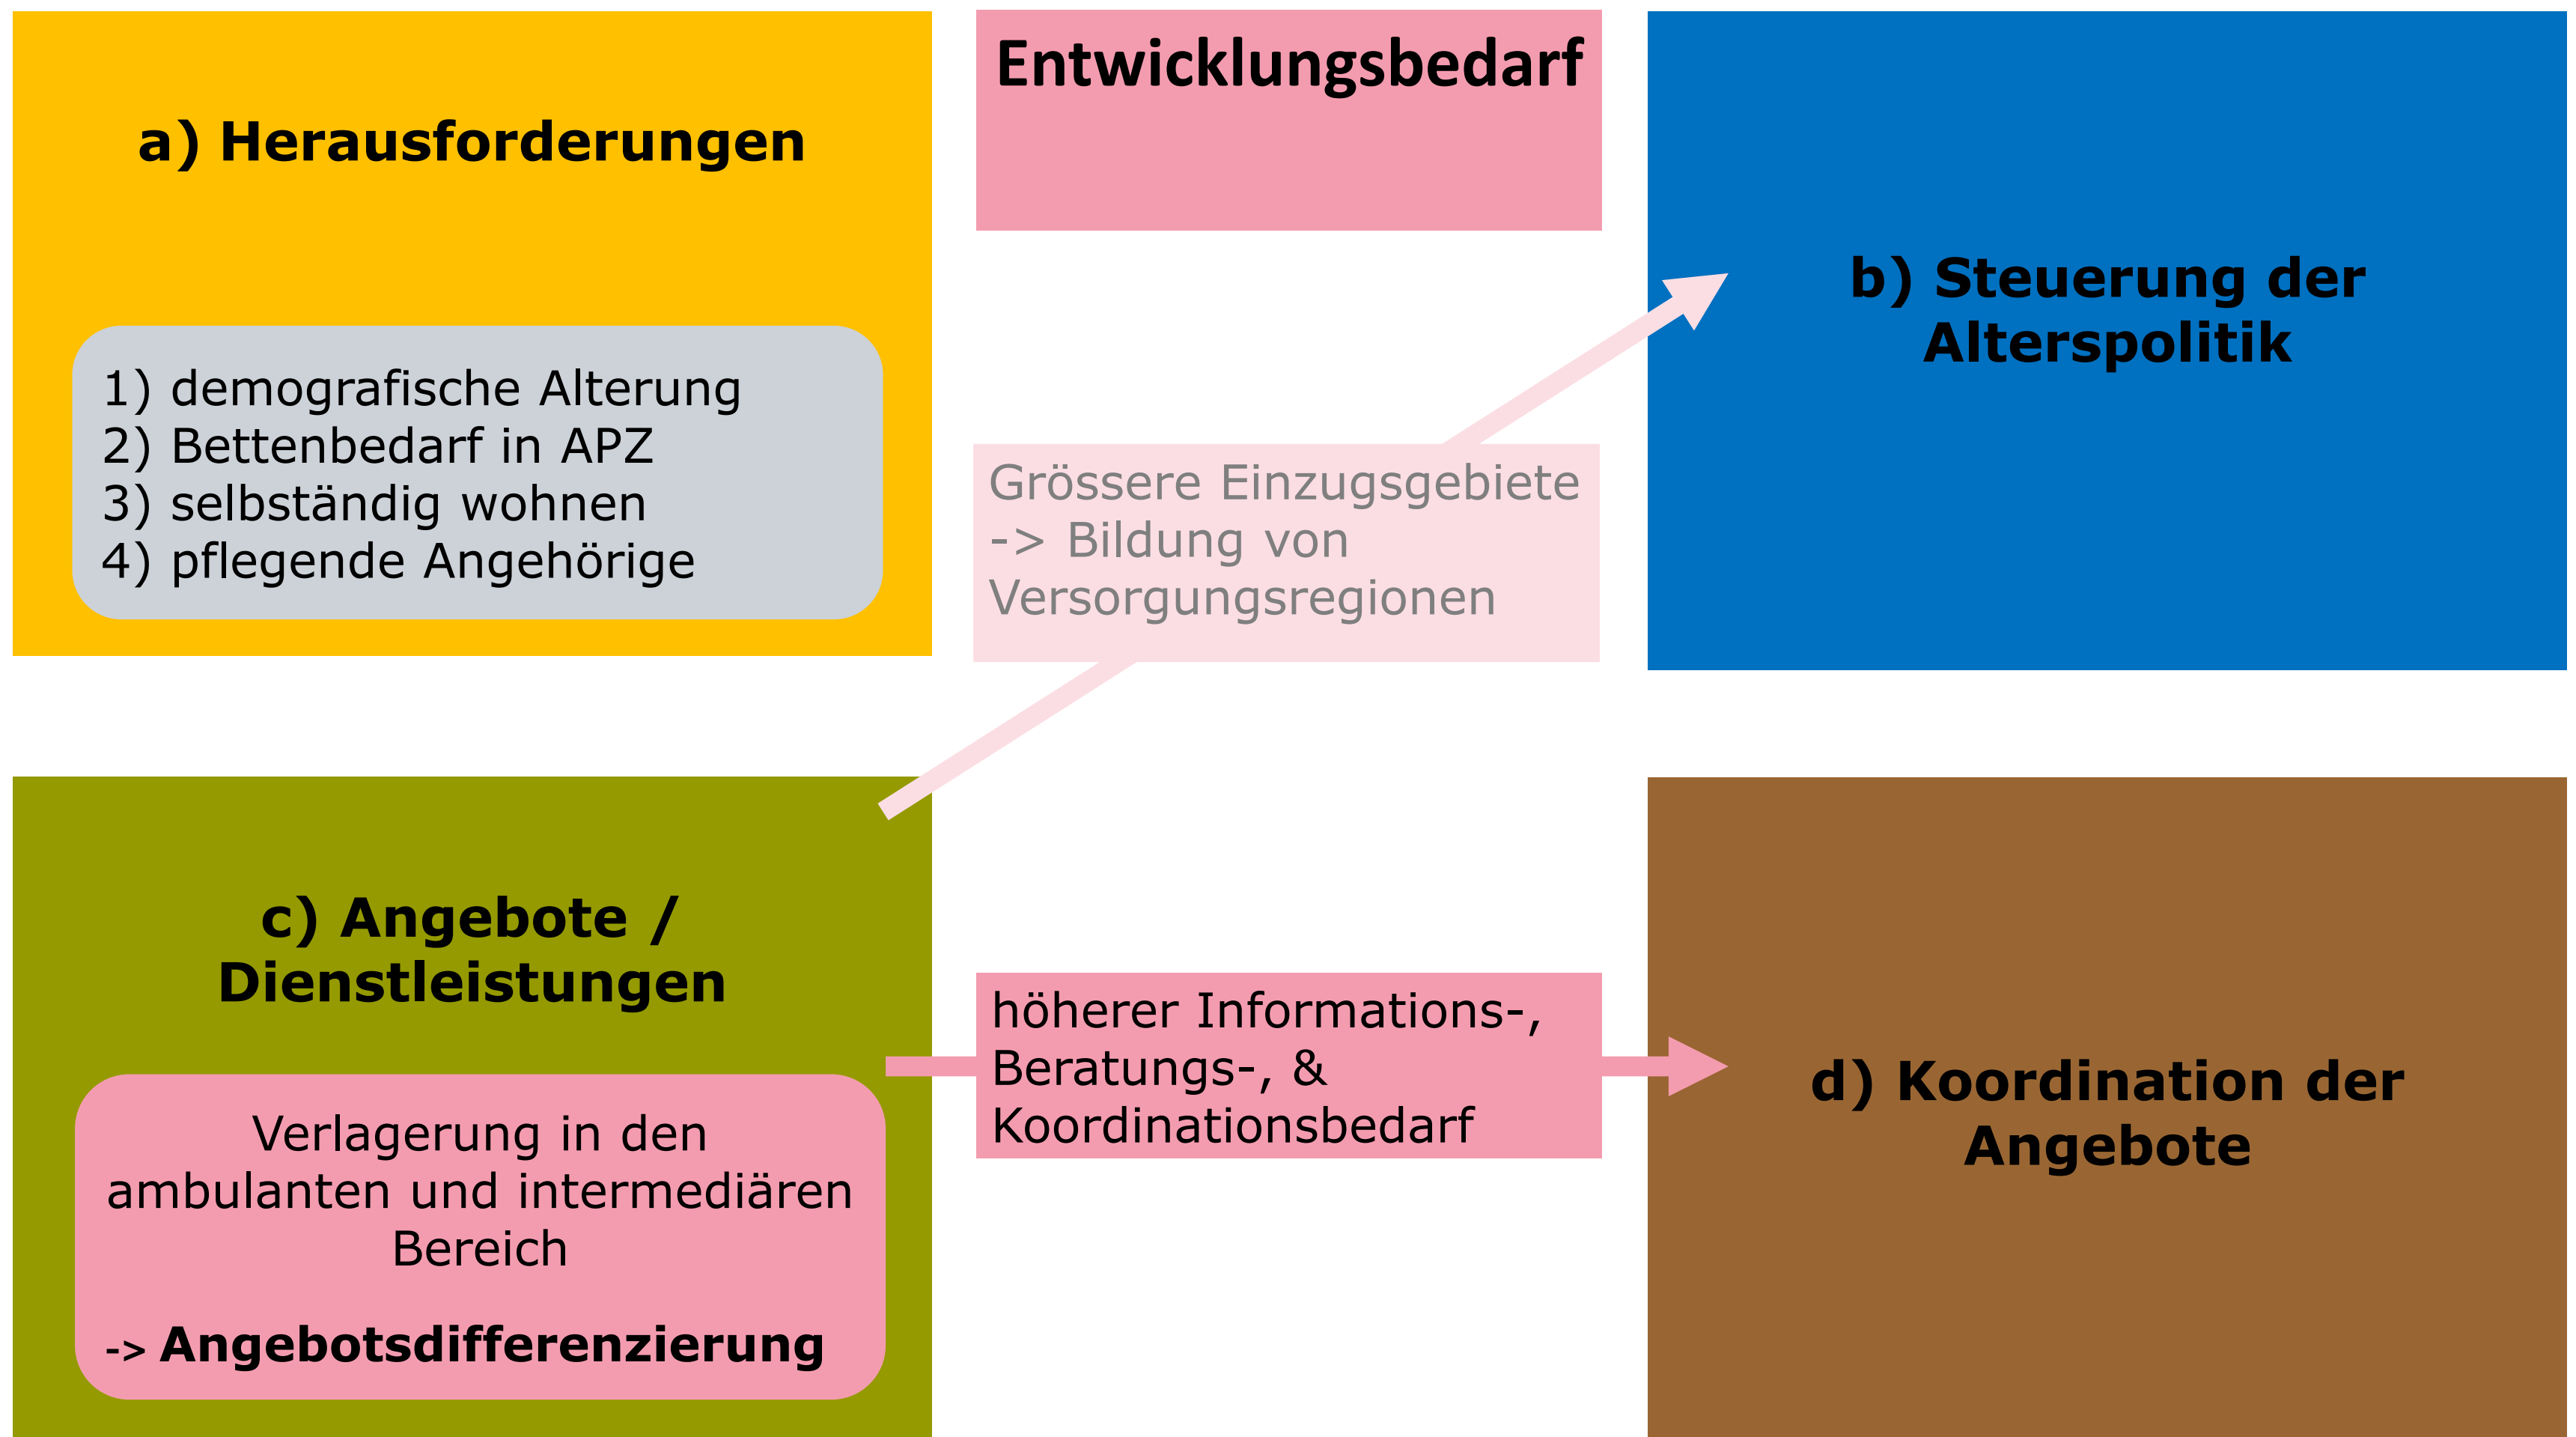 Entwicklungsbedarf
a) Herausforderungen
1) demografische Alterung
2) Bettenbedarf in APZ
3) selbständig wohnen
4) pflegende Angehörige
b) Steuerung der
Alterspolitik
Grössere Einzugsgebiete
-> Bildung von
Versorgungsregionen
c) Angebote /
Dienstleistungen
Verlagerung in den
ambulanten und intermediären
Bereich
-> Angebotsdifferenzierung
höherer Informations-,
Beratungs-, &
Koordinationsbedarf
d) Koordination der
Angebote